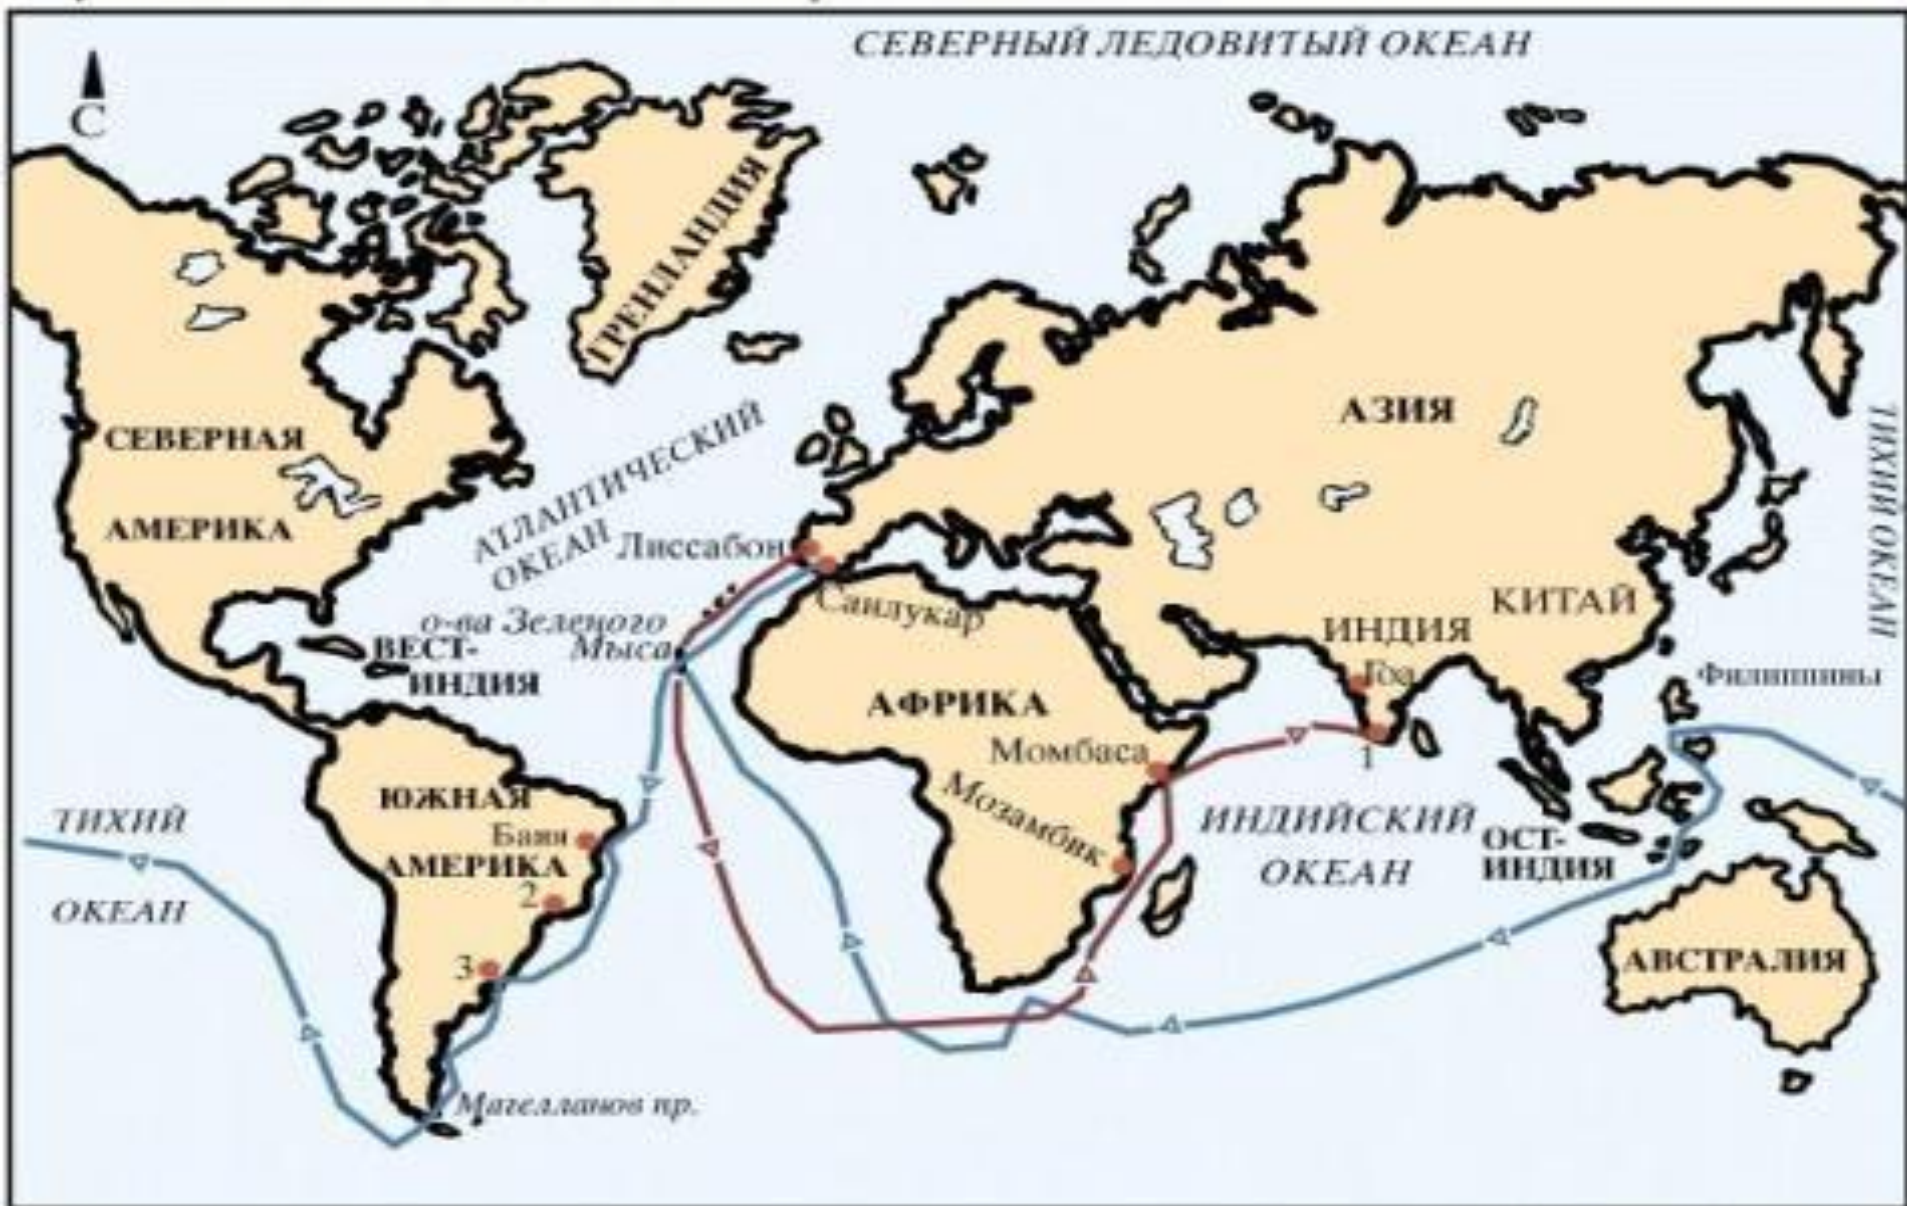 СЕВЕРНЫЙ ЛЕДОВИТЫЙ ОКЕАН
С
ГРЕНЛАНДИЯ
СЕВЕРНАЯ
АМЕРИКА
АЗИЯ
ТИХИЙ ОКЕАН
АТЛАНТИЧЕСКИЙ
ОКЕАН
Лиссабон
Санлукар
о-ва Зеленого
Мыса
ВЕСТ-
ИНДИЯ
КИТАЙ
ИНДИЯ
Гоа
Филиппины
АФРИКА
Момбаса
1
Мозамбик
ЮЖНАЯ
АМЕРИКА
Баия
2
3
ТИХИЙ
ОКЕАН
ИНДИЙСКИЙ
ОКЕАН
ОСТ-
ИНДИЯ
АВСТРАЛИЯ
Магелланов пр.